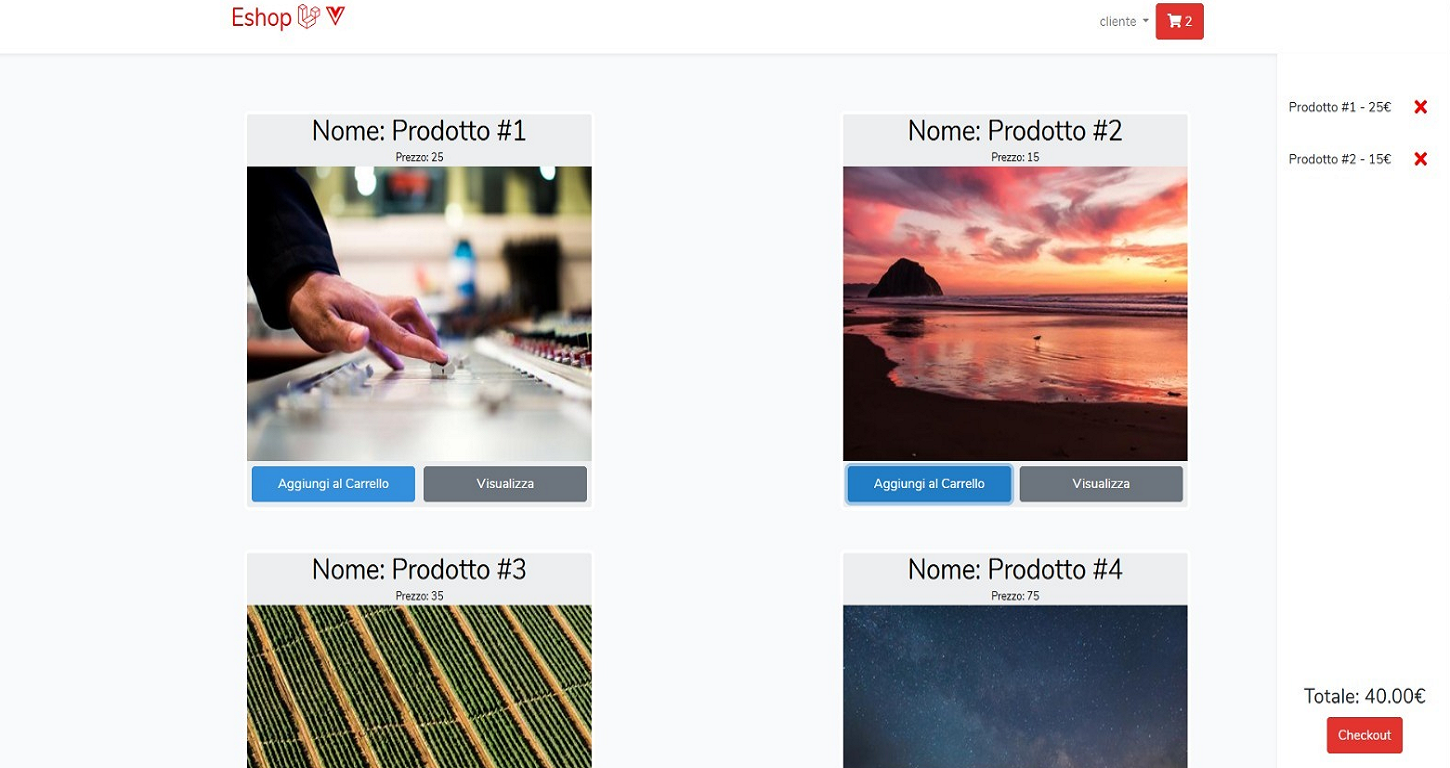 Eshop
cliente
2
Nome: Prodotto #1
Prezzo: 25
Aggiungi al Carrello
Visualizza
Nome: Prodotto #2
Prezzo: 15
Aggiungi al Carrello
Visualizza
Nome: Prodotto #3
Prezzo: 35
Nome: Prodotto #4
Prezzo: 75
Prodotto #1 - 25€
Prodotto #2 - 15€
Totale: 40.00€
Checkout